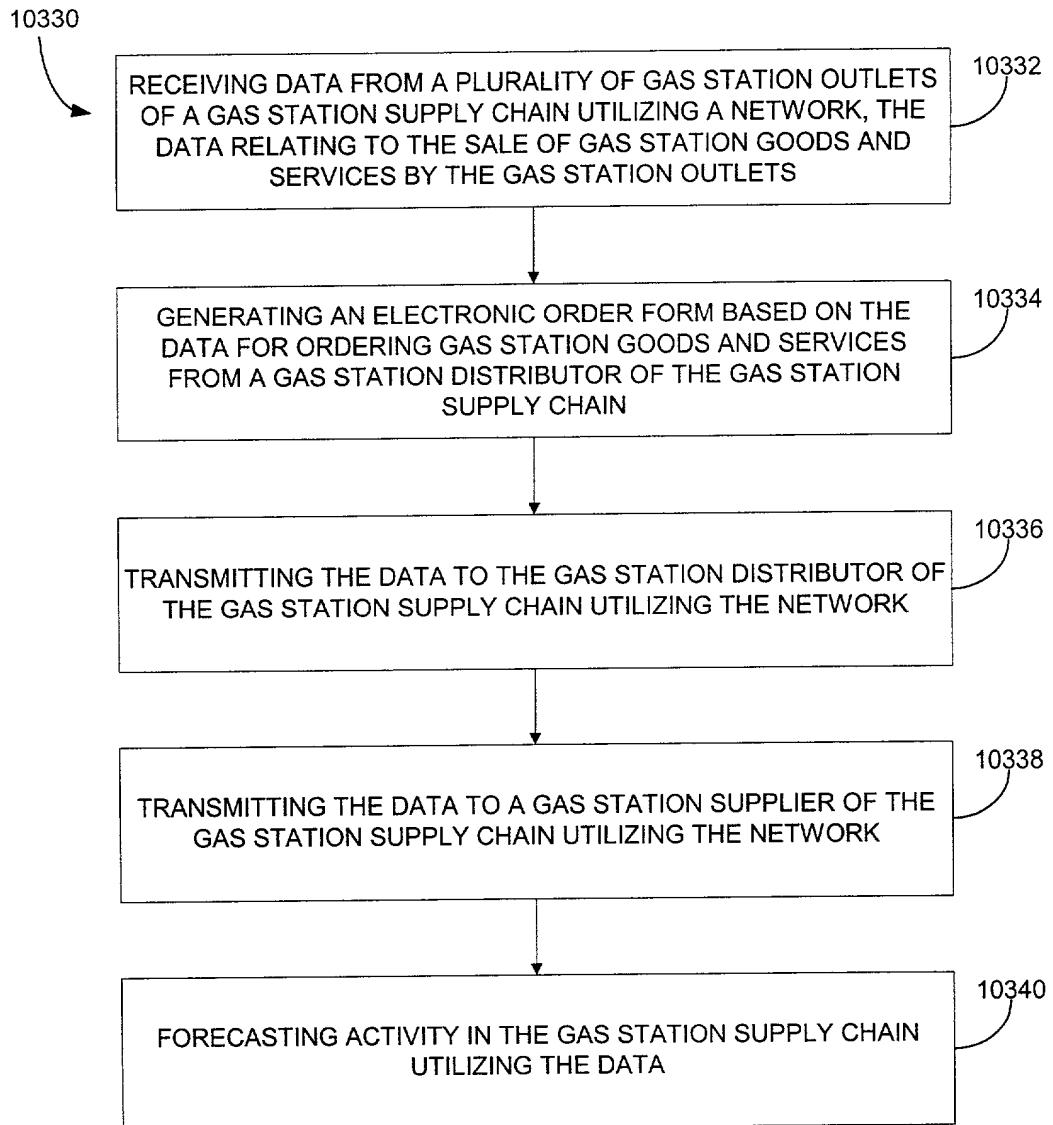 10330
RECEIVING DATA FROM A PLURALITY OF GAS STATION OUTLETS
OF A GAS STATION SUPPLY CHAIN UTILIZING A NETWORK, THE
DATA RELATING TO THE SALE OF GAS STATION GOODS AND
SERVICES BY THE GAS STATION OUTLETS
10332
GENERATING AN ELECTRONIC ORDER FORM BASED ON THE
DATA FOR ORDERING GAS STATION GOODS AND SERVICES
FROM A GAS STATION DISTRIBUTOR OF THE GAS STATION
SUPPLY CHAIN
10334
TRANSMITTING THE DATA TO THE GAS STATION DISTRIBUTOR OF
THE GAS STATION SUPPLY CHAIN UTILIZING THE NETWORK
10336
TRANSMITTING THE DATA TO A GAS STATION SUPPLIER OF THE
GAS STATION SUPPLY CHAIN UTILIZING THE NETWORK
10338
FORECASTING ACTIVITY IN THE GAS STATION SUPPLY CHAIN
UTILIZING THE DATA
10340